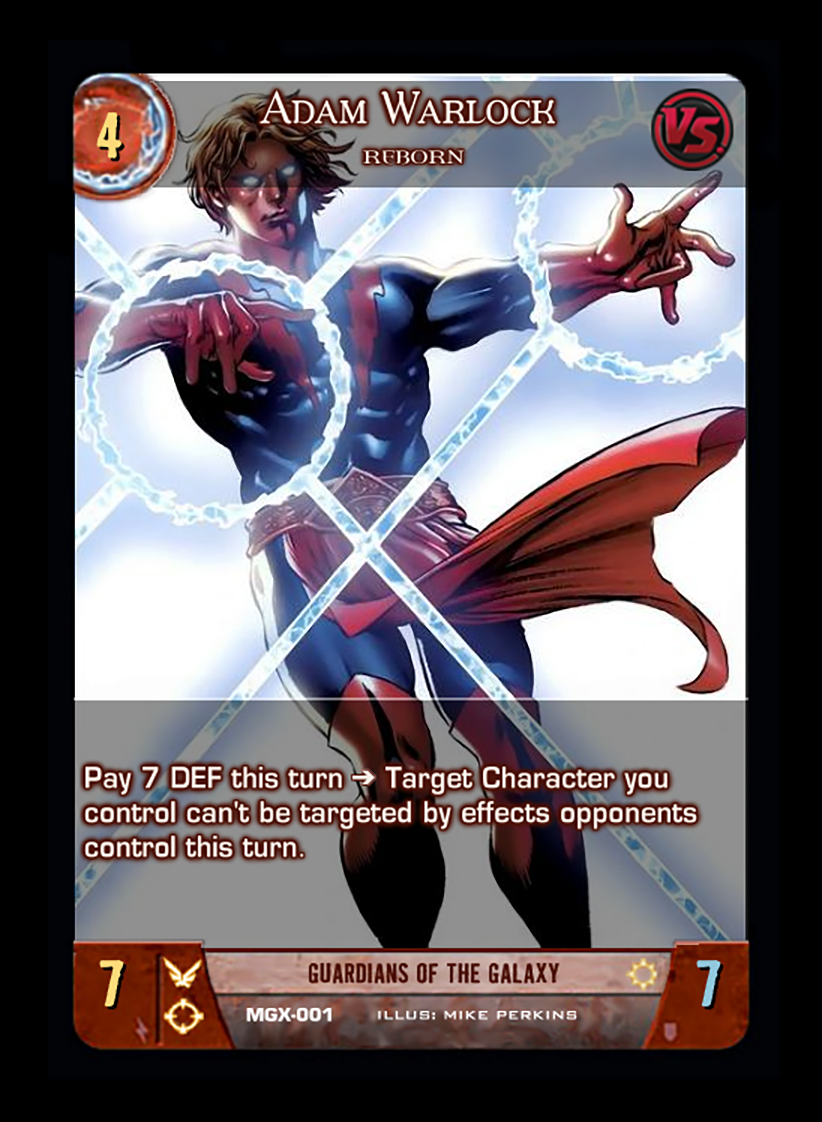 4
ADAM WARLOCK
VS.
REBORN
Pay 7 DEF this turn ➔ Target Character you
control can't be targeted by effects opponents
control this turn.
7
GUARDIANS OF THE GALAXY
7
MGX-001 ILLUS: MIKE PERKINS